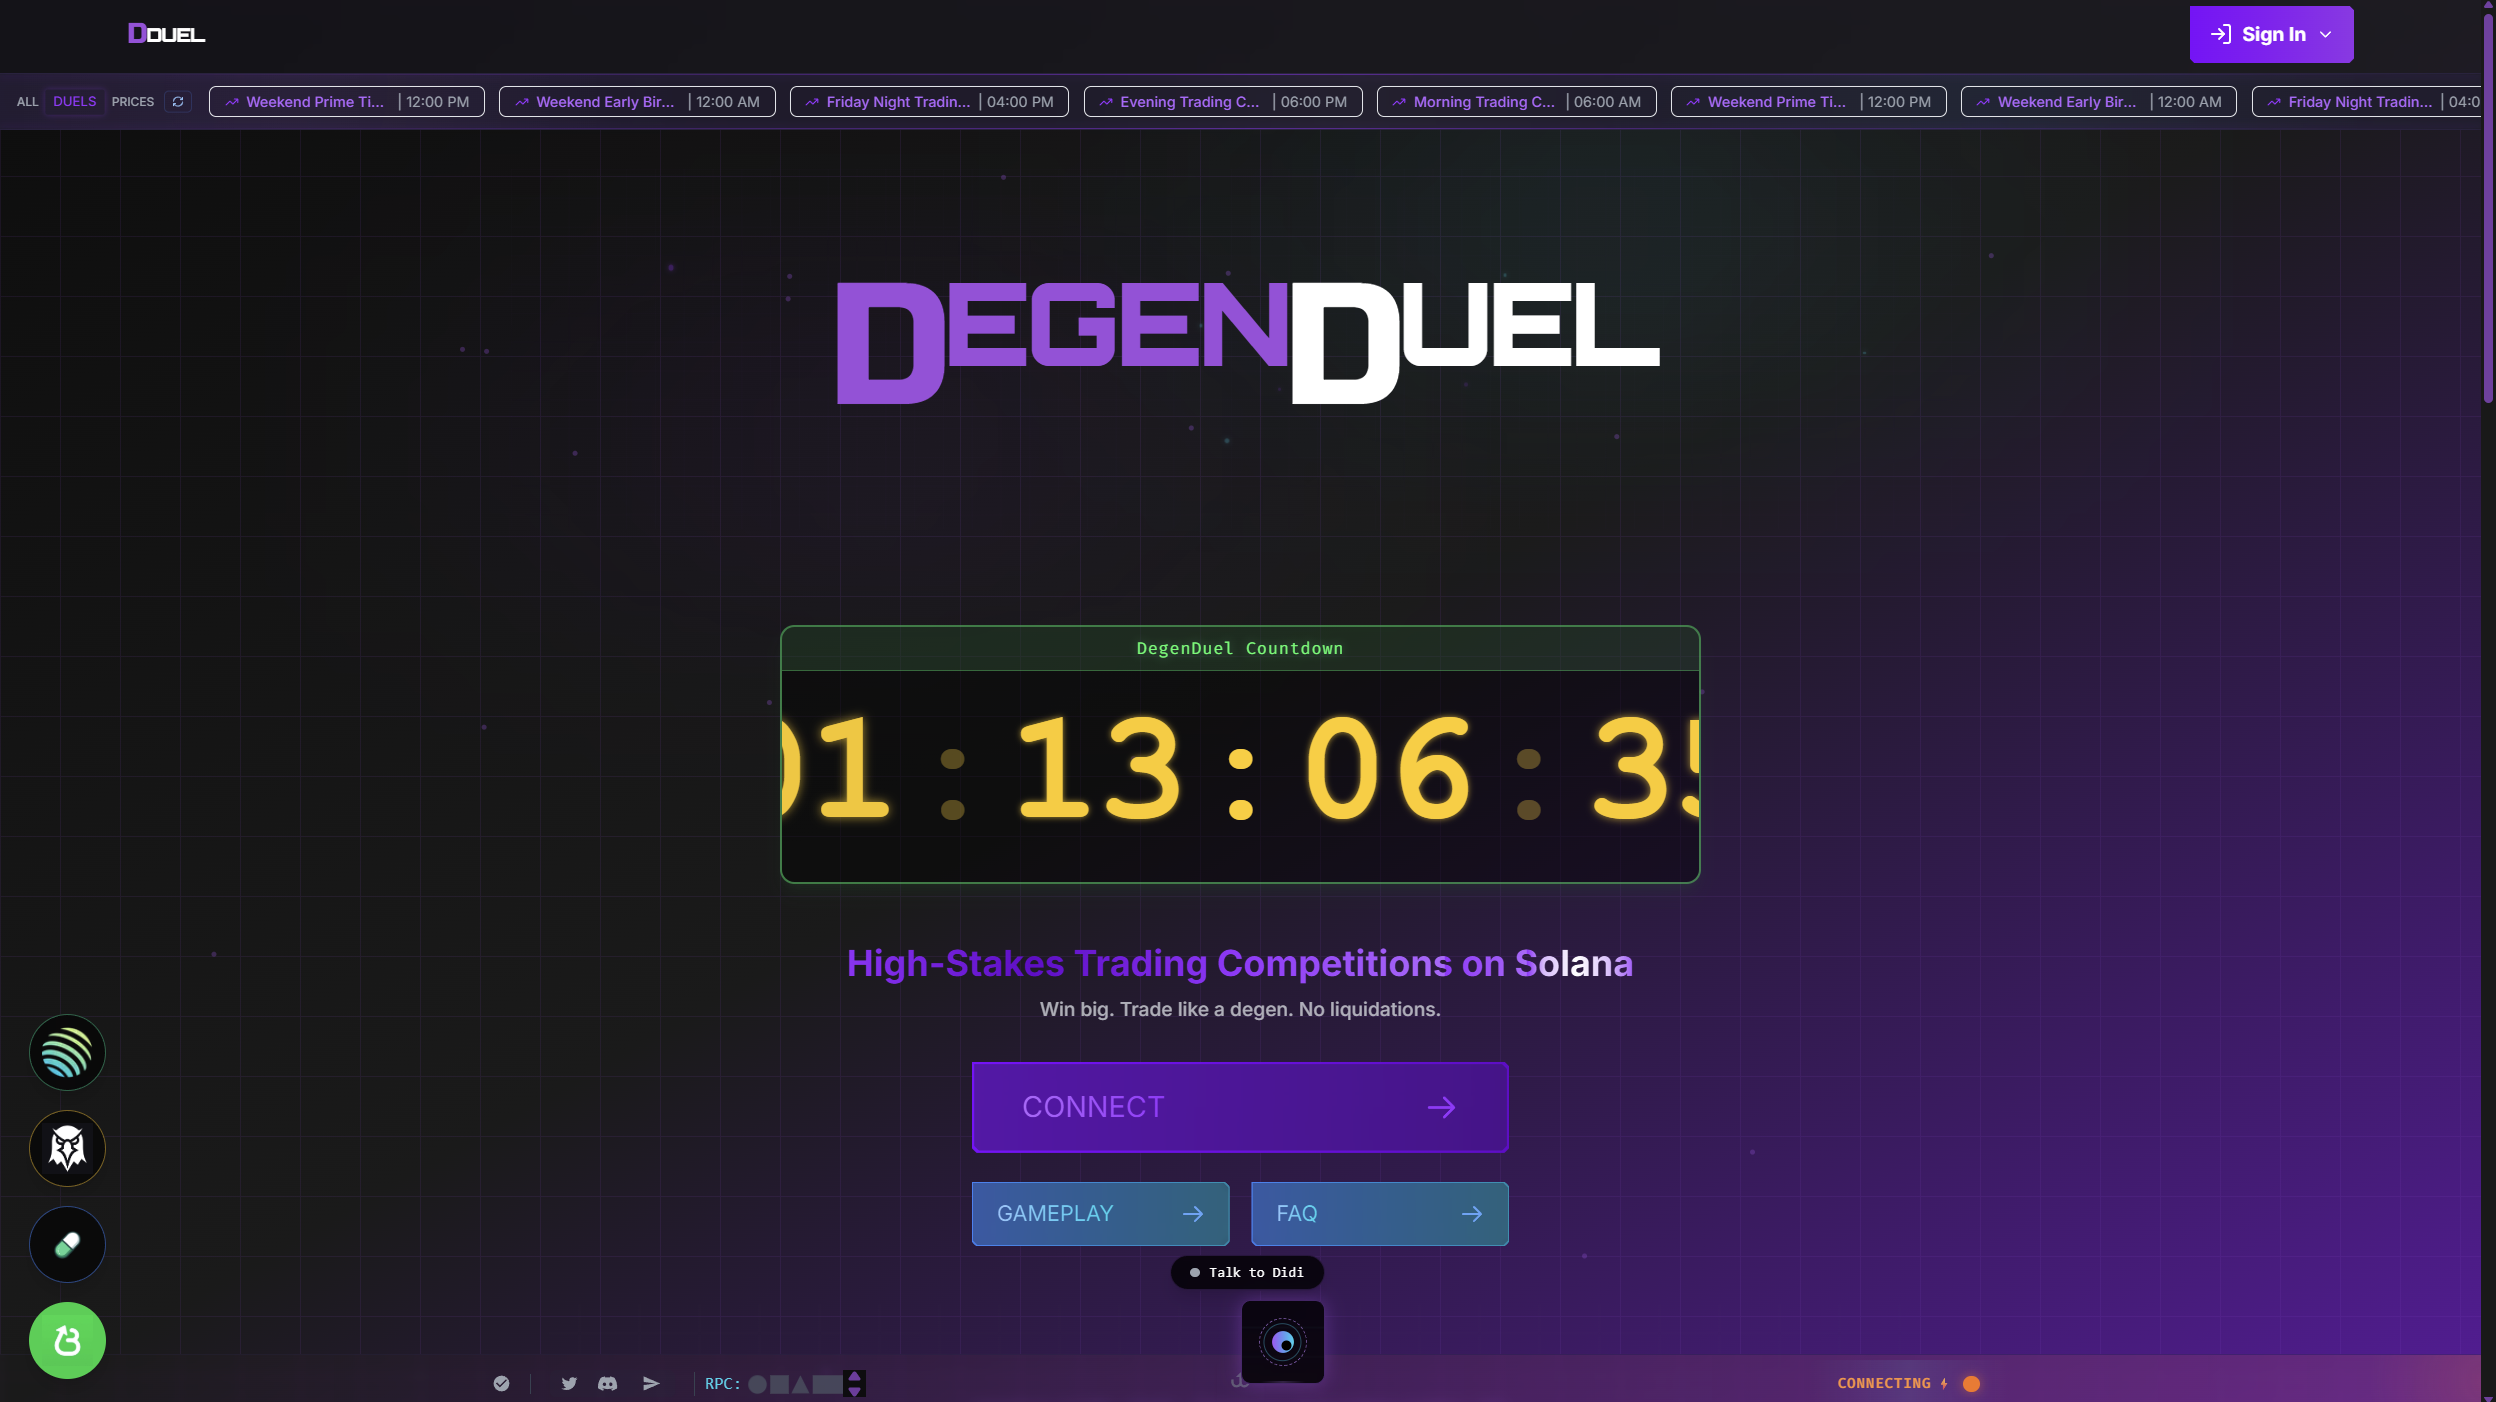 DDUEL
Sign In
ALL DUELS PRICES Weekend Prime Ti... | 12:00 PM Weekend Early Bir... | 12:00 AM Friday Night Tradin... | 04:00 PM Evening Trading C... | 06:00 PM Morning Trading C... | 06:00 AM Weekend Prime Ti... | 12:00 PM Weekend Early Bir... | 12:00 AM Friday Night Tradin... | 04:0
DEGENDUEL
DegenDuel Countdown
01 : 13 : 06 : 35
High-Stakes Trading Competitions on Solana
Win big. Trade like a degen. No liquidations.
CONNECT
GAMEPLAY FAQ
Talk to Didi
RPC: CONNECTING